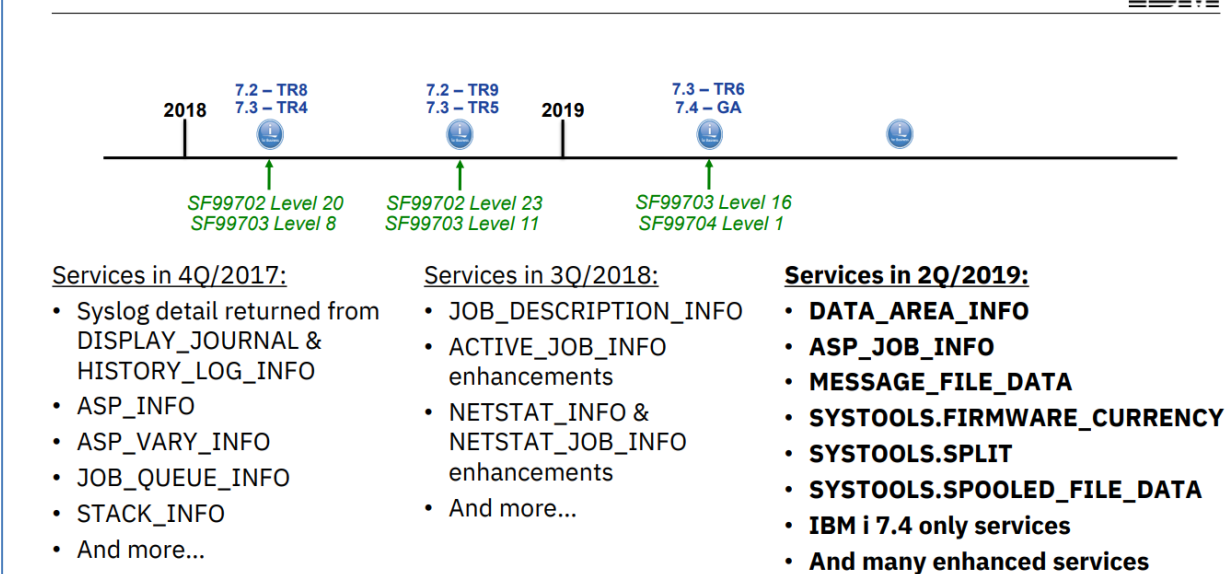 7.2 – TR8
7.2 – TR9
7.3 – TR6
2018
7.3 – TR4
7.3 – TR5
2019
7.4 – GA
SF99702 Level 20
SF99703 Level 8
SF99702 Level 23
SF99703 Level 11
SF99703 Level 16
SF99704 Level 1
Services in 4Q/2017:
• Syslog detail returned from
DISPLAY_JOURNAL &
HISTORY_LOG_INFO
• ASP_INFO
• ASP_VARY_INFO
• JOB_QUEUE_INFO
• STACK_INFO
• And more...
Services in 3Q/2018:
• JOB_DESCRIPTION_INFO
• ACTIVE_JOB_INFO
enhancements
• NETSTAT_INFO &
NETSTAT_JOB_INFO
enhancements
• And more...
Services in 2Q/2019:
• DATA_AREA_INFO
• ASP_JOB_INFO
• MESSAGE_FILE_DATA
• SYSTOOLS.FIRMWARE_CURRENCY
• SYSTOOLS.SPLIT
• SYSTOOLS.SPOOLED_FILE_DATA
• IBM i 7.4 only services
• And many enhanced services